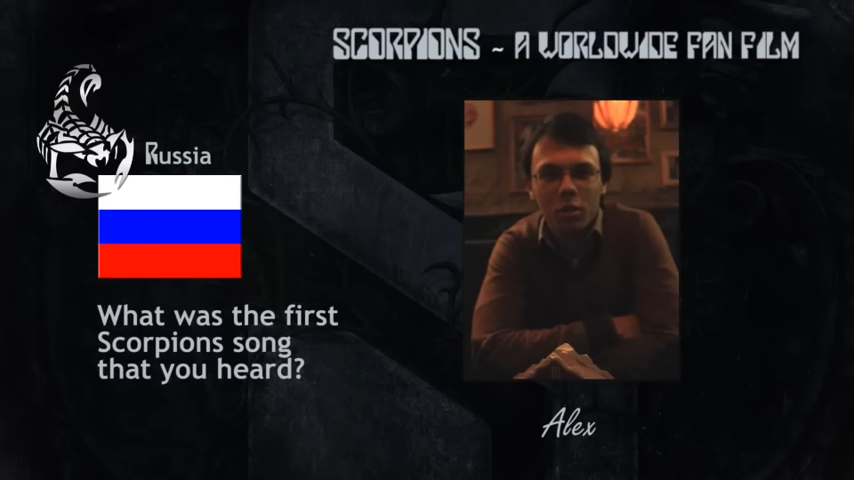 SCORPIONS ~ A WORLDWIDE FAN FILM
Russia
What was the first
Scorpions song
that you heard?
Alex